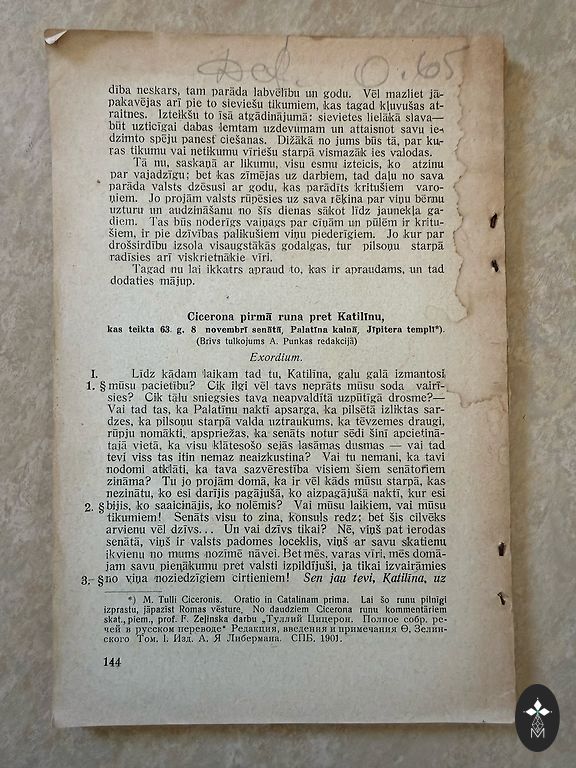 0.65
dība neskars, tam parāda labvēlību un godu. Vēl mazliet jā-
pakavējas arī pie to sieviešu tikumiem, kas tagad kļuvušas at-
raitnes. Izteikšu to īsā atgādinājumā: sievietes lielākā slava—
būt uzticīgai dabas lemtam uzdevumam un attaisnot savu ie-
dzimto spēju panest ciešanas. Dižākā no jums būs tā, par ku-
ras tikumu vai netikumu vīriešu starpā vismazāk ies valodas.
Tā nu, saskaņā ar likumu, visu esmu izteicis, ko atzinu
par vajadzīgu; bet kas zīmējas uz darbiem, tad daļu no sava
parāda valsts dzēsusi ar godu, kas parādīts kritušiem varo-
ņiem. Jo projām valsts rūpēsies uz sava rēķina par viņu bērnu
uzturu un audzināšanu no šīs dienas sākot līdz jaunekļa ga-
diem. Tas būs noderīgs vaiņags par cīņām un pūlēm ir kritu-
šiem, ir pie dzīvības palikušiem viņu piederīgiem. Jo kur par
drošsirdību izsola visaugstākās godalgas, tur pilsoņu starpā
radīsies arī viskrietnākie vīri.
Tagad nu lai ikkatrs apraud to, kas ir apraudams, un tad
dodaties mājup.
Cicerona pirmā runa pret Katilīnu,
kas teikta 63. g. 8 novembrī senātā, Palatīna kalnā, Jīpitera templī*).
(Brīvs tulkojums A. Punkas redakcijā)
Exordium.
I. Līdz kādam laikam tad tu, Katilīna, galu galā izmantosi
1. § mūsu pacietību? Cik ilgi vēl tavs neprāts mūsu soda vairī-
sies? Cik tālu sniegsies tava neapvaldītā uzpūtīgā drosme?—
Vai tad tas, ka Palatīnu naktī apsarga, ka pilsētā izliktas sar-
dzes, ka pilsoņu starpā valda uztraukums, ka tēvzemes draugi,
rūpju nomākti, apspriežas, ka senāts notur sēdi šinī apcietinā-
tajā vietā, ka visu klātesošo sejās lasāmas dusmas — vai tad
tevi viss tas itin nemaz neaizkustina? Vai tu nemani, ka tavi
nodomi atklāti, ka tava sazvērestība visiem šiem senātoriem
zināma? Tu jo projām domā, ka ir vēl kāds mūsu starpā, kas
nezinātu, ko esi darījis pagājušā, ko aizpagājušā naktī, kur esi
2. § bijis, ko saaicinājis, ko nolēmis? Vai mūsu laikiem, vai mūsu
tikumiem! Senāts visu to zina, konsuls redz; bet šis cilvēks
arvienu vēl dzīvs... Un vai dzīvs tikai? Nē, viņš pat ierodas
senātā, viņš ir valsts padomes loceklis, viņš ar savu skatienu
ikvienu no mums nozīmē nāvei. Bet mēs, varas vīri, mēs domā-
jam savu pienākumu pret valsti izpildījuši, ja tikai izvairāmies
3. § no viņa noziedzīgiem cirtieniem! Sen jau tevi, Katilīna, uz
*) M. Tulli Ciceronis. Oratio in Catalinam prima. Lai šo runu pilnīgi
izprastu, jāpazīst Romas vēsture. No daudziem Cicerona runu kommentāriem
skat., piem., prof. F. Zeļinska darbu „Туллий Цицерон. Полное собр. ре-
чей в русском переводе" Редакция, введения и примечания Ѳ. Зелин-
ского Том. I. Изд. А. Я Либермана. СПБ. 1901.
144
M